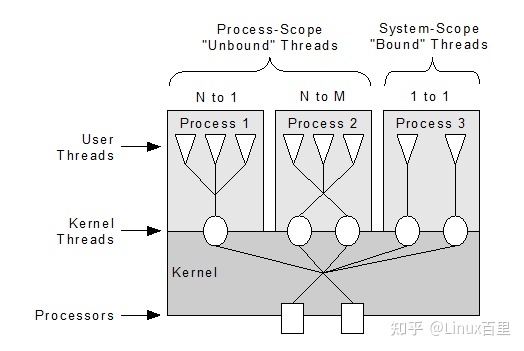 Process-Scope
"Unbound" Threads
System-Scope
"Bound" Threads
N to 1
N to M
1 to 1
Process 1
Process 2
Process 3
User
Threads
Kernel
Threads
Kernel
Processors
知乎 @Linux百里